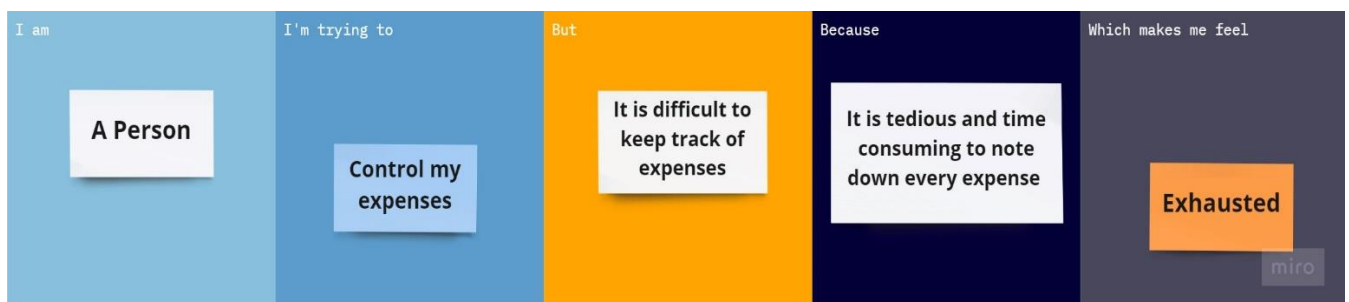 I am
A Person
I'm trying to
Control my
expenses
But
It is difficult to
keep track of
expenses
Because
It is tedious and time
consuming to note
down every expense
Which makes me feel
Exhausted
miro